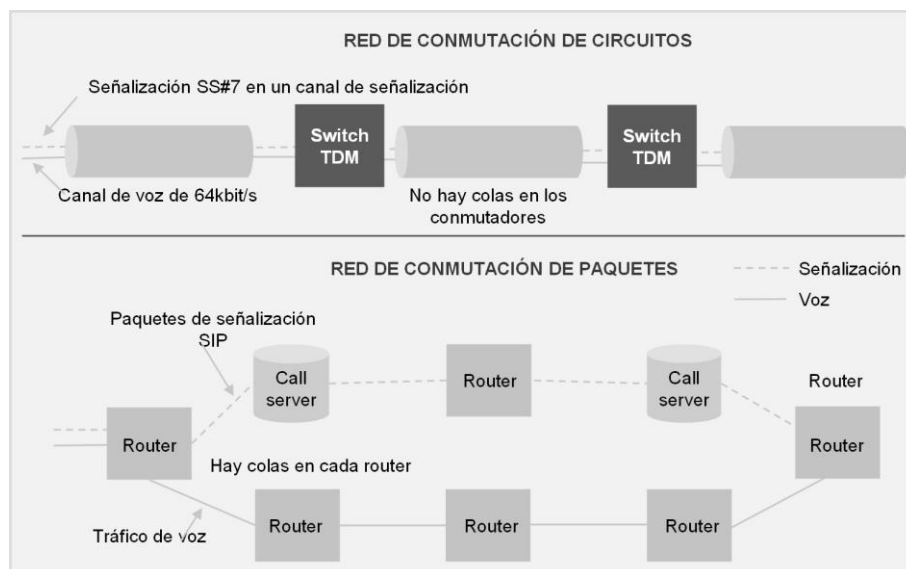 RED DE CONMUTACIÓN DE CIRCUITOS
Señalización SS#7 en un canal de señalización
Switch
TDM
Switch
TDM
Canal de voz de 64kbit/s
No hay colas en los
conmutadores
RED DE CONMUTACIÓN DE PAQUETES
Señalización
Voz
Paquetes de señalización
SIP
Call
server
Router
Call
server
Router
Router
Router
Hay colas en cada router
Tráfico de voz
Router
Router
Router